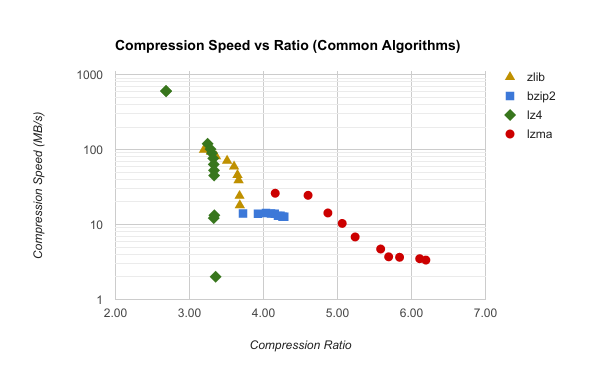 Compression Speed vs Ratio (Common Algorithms)
Compression Speed (MB/s)
1000
100
10
1
2.00 3.00 4.00 5.00 6.00 7.00
Compression Ratio
zlib
bzip2
lz4
lzma